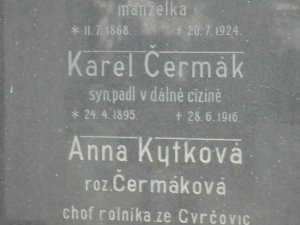 manželka
* 11.7.1868. † 20.7.1924.
Karel Čermák
syn, padl v dálné cizině
* 24.4.1895. † 28.6.1916.
Anna Kytková
roz. Čermáková
choť rolníka ze Cvrčovic